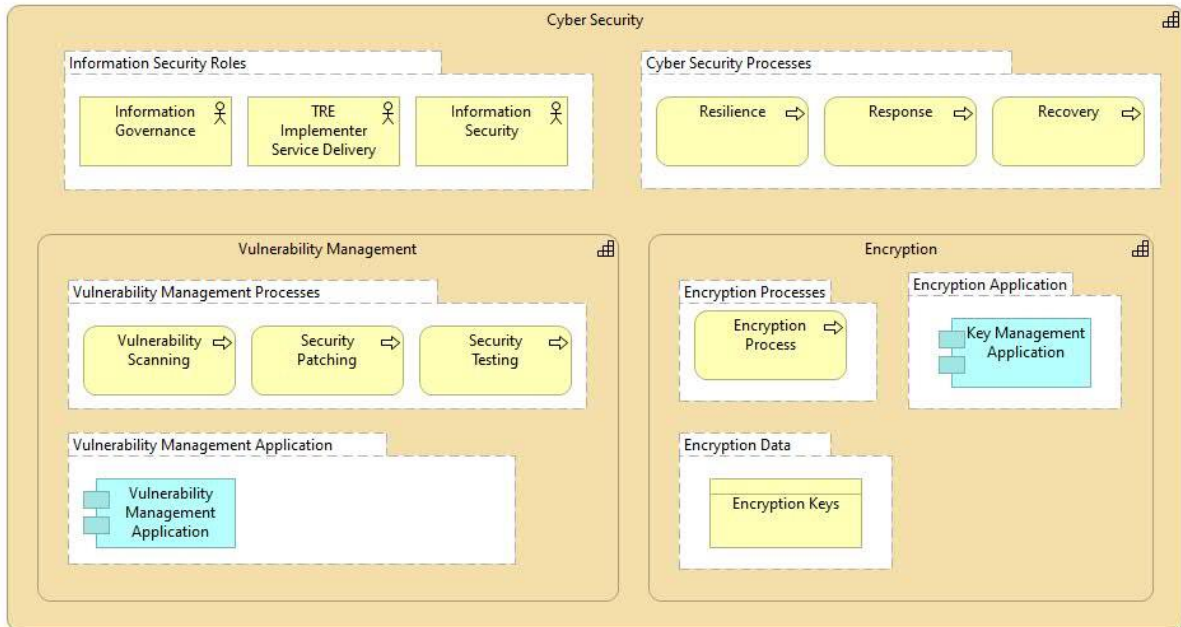 Cyber Security
Information Security Roles
Information
Governance
TRE
Implementer
Service Delivery
Information
Security
Cyber Security Processes
Resilience
Response
Recovery
Vulnerability Management
Vulnerability Management Processes
Vulnerability
Scanning
Security
Patching
Security
Testing
Vulnerability Management Application
Vulnerability
Management
Application
Encryption
Encryption Processes
Encryption
Process
Encryption Application
Key Management
Application
Encryption Data
Encryption Keys